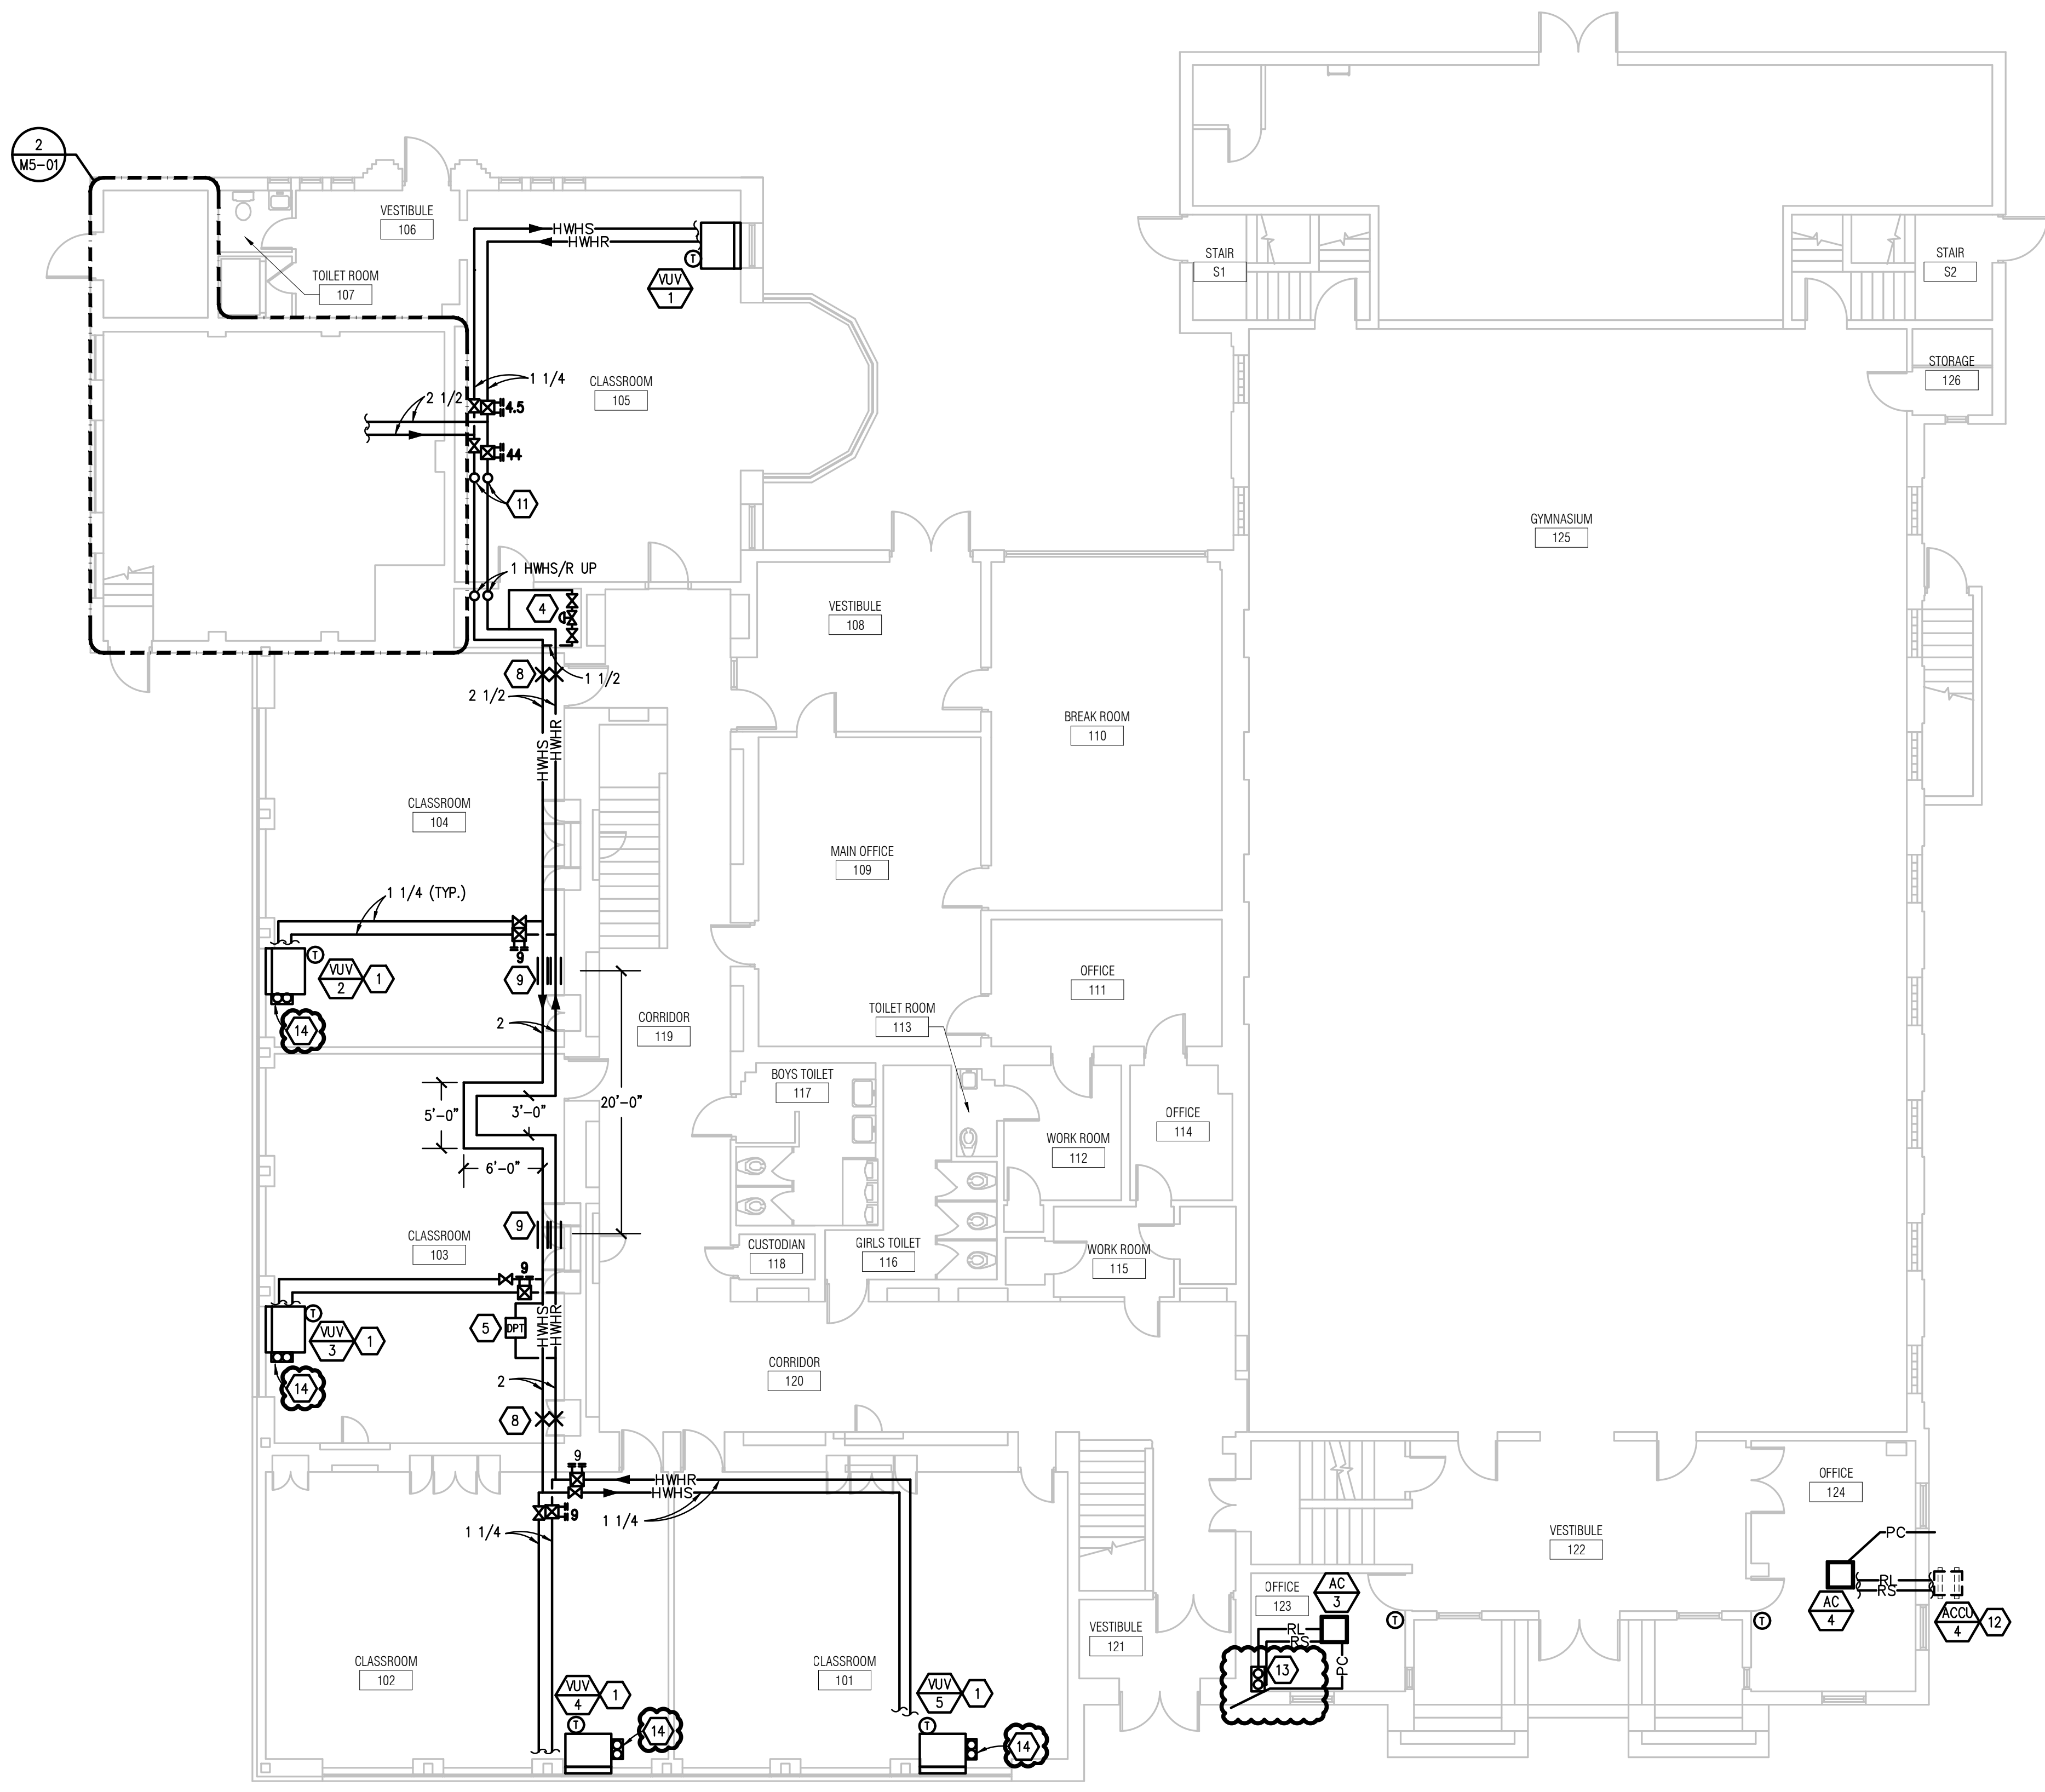 2
M5-01
VESTIBULE
106
TOILET ROOM
107
HWHS
HWHR
T
VUV
1
STAIR
S1
STAIR
S2
STORAGE
126
1 1/4
2 1/2
4.5
44
CLASSROOM
105
11
GYMNASIUM
125
1 HWHS/R UP
4
VESTIBULE
108
8
1 1/2
2 1/2
HWHS
HWHR
BREAK ROOM
110
CLASSROOM
104
MAIN OFFICE
109
1 1/4 (TYP.)
9
T
VUV
2
1
9
14
2
CORRIDOR
119
OFFICE
111
TOILET ROOM
113
BOYS TOILET
117
5'-0"
3'-0"
20'-0"
6'-0"
OFFICE
114
WORK ROOM
112
9
CLASSROOM
103
CUSTODIAN
118
GIRLS TOILET
116
WORK ROOM
115
9
T
VUV
3
1
5
DPT
HWHS
HWHR
14
2
CORRIDOR
120
8
9
HWHR
HWHS
9
1 1/4
1 1/4
OFFICE
124
VESTIBULE
122
PC
RL
RS
AC
4
ACCU
4
12
OFFICE
123
AC
3
T
T
RL
RS
PC
13
VESTIBULE
121
CLASSROOM
102
CLASSROOM
101
VUV
4
1
T
14
VUV
5
1
T
14